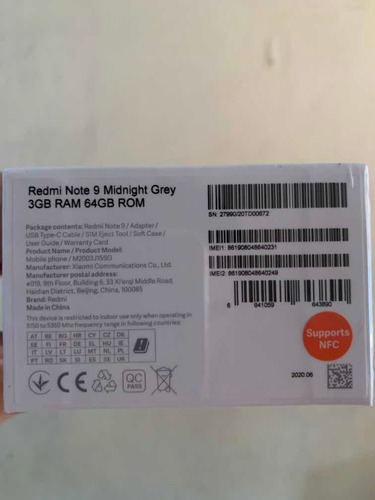 Redmi Note 9 Midnight Grey
3GB RAM 64GB ROM
Package contents: Redmi Note 9 / Adapter /
USB Type-C Cable / SIM Eject Tool / Soft Case /
User Guide / Warranty Card
Product Name / Product Model:
Mobile phone / M2003J15SG
Manufacturer: Xiaomi Communications Co., Ltd.
Manufacturer postal address:
#019, 9th Floor, Building 6, 33 Xi'erqi Middle Road,
Haidian District, Beijing, China, 100085
Brand: Redmi
Made in China
This device is restricted to indoor use only when operating in
5150 to 5350 Mhz frequency range in following countries:
AT BE BG HR CY CZ DK
EE FI FR DE EL HU IE
IT LV LT LU MT NL PL
PT RO SK SI ES SE UK
CE
QC
PASS
SN: 27990/20TD00672
IMEI1: 861908048640231
IMEI2: 861908048640249
6 941059 643890
Supports
NFC
2020.06